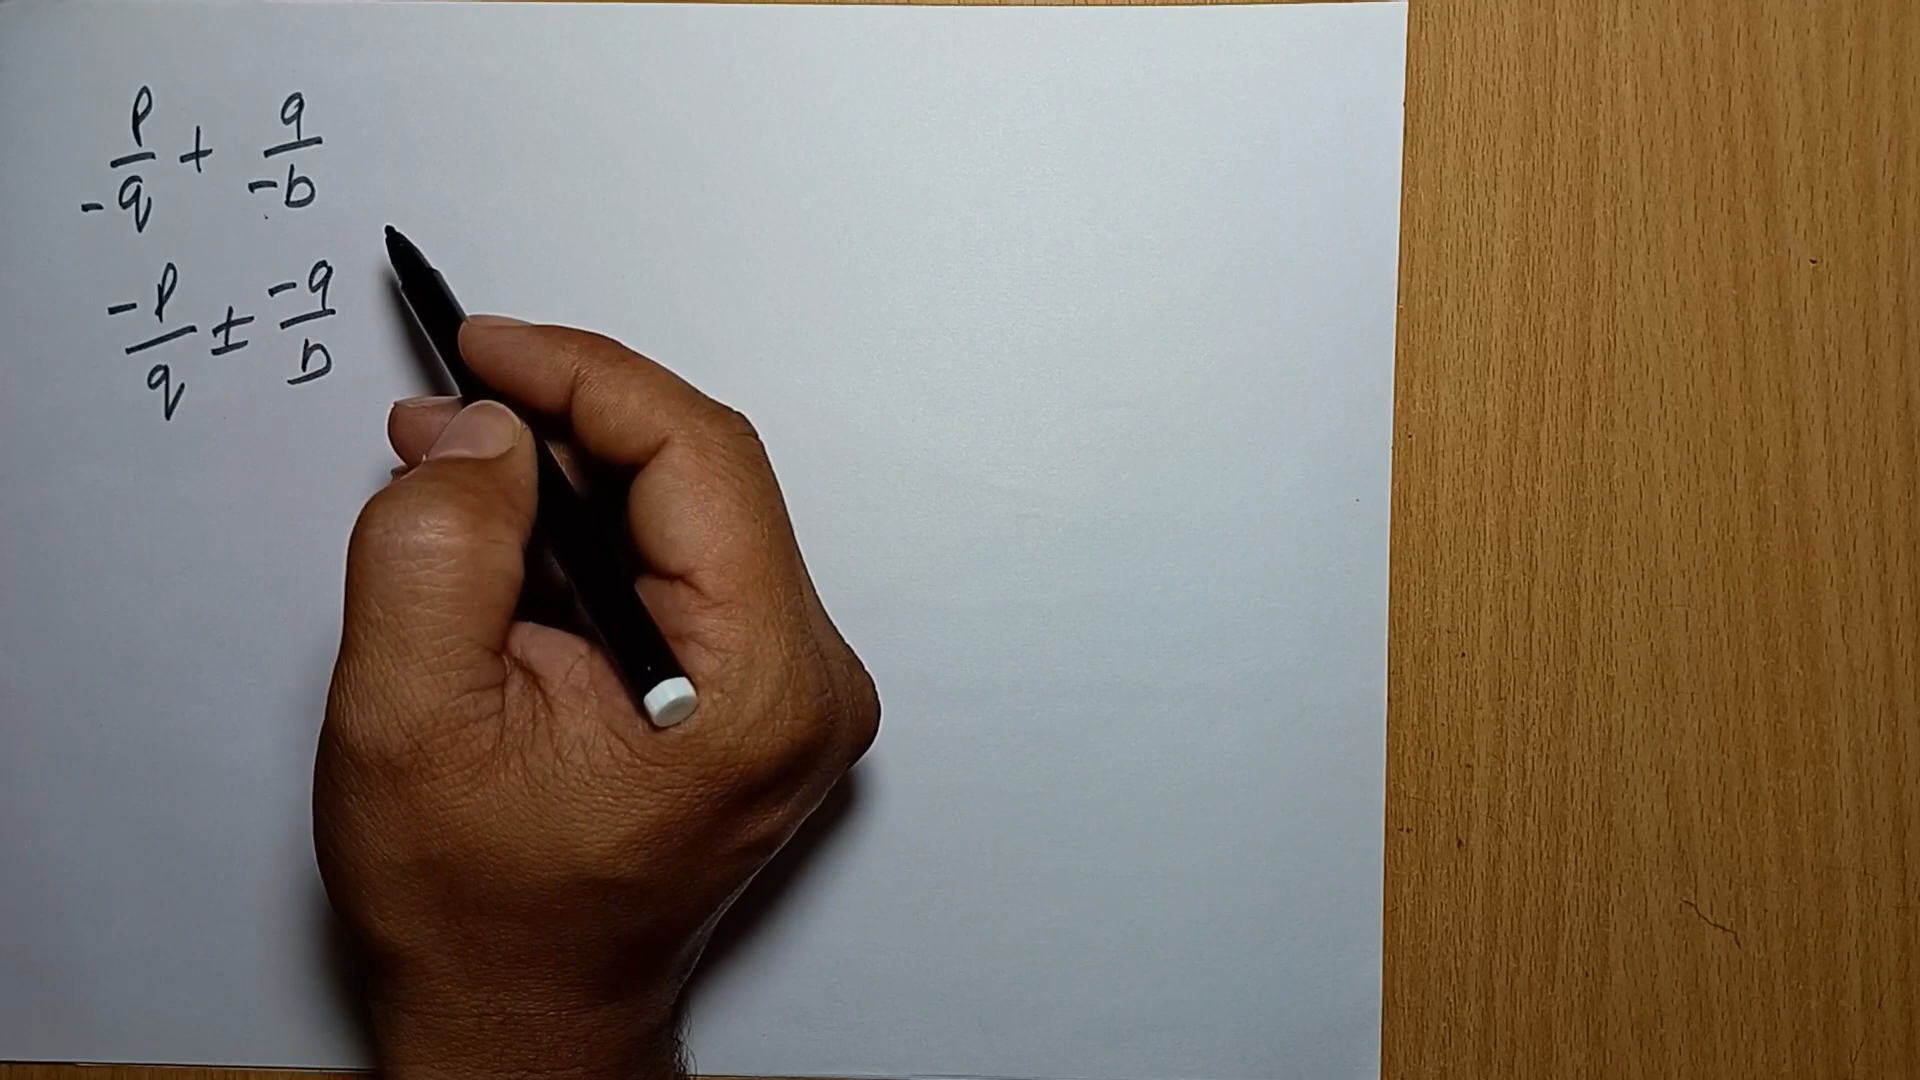 p/-q + a/-b
-p/q ± -a/b